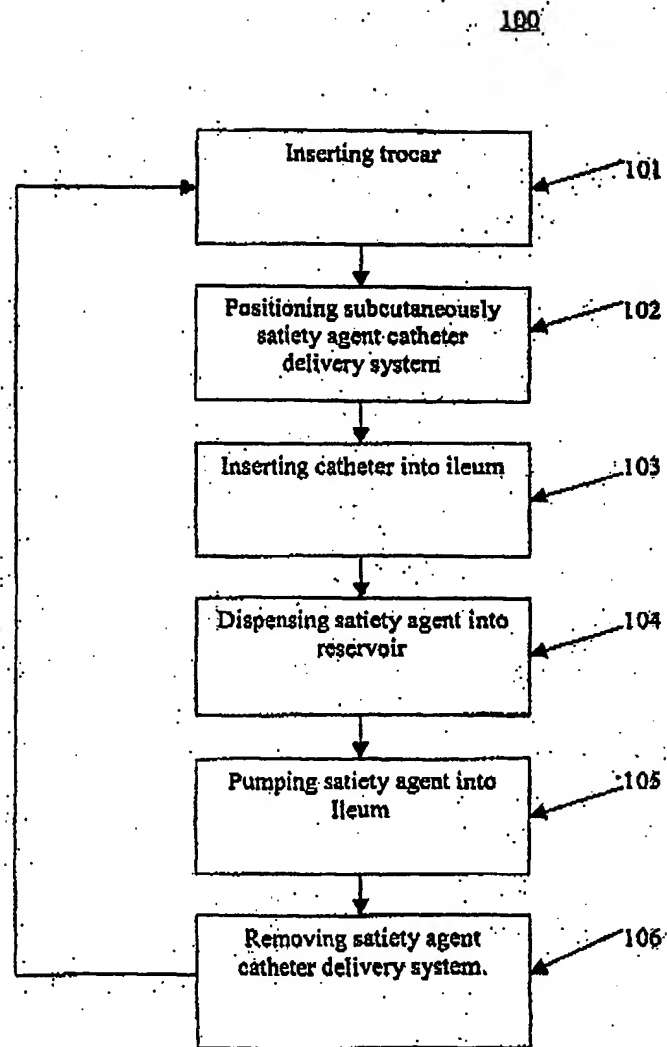 100
Inserting trocar
101
Positioning subcutaneously
satiety agent catheter
delivery system
102
Inserting catheter into ileum
103
Dispensing satiety agent into
reservoir
104
Pumping satiety agent into
Ileum
105
Removing satiety agent
catheter delivery system.
106